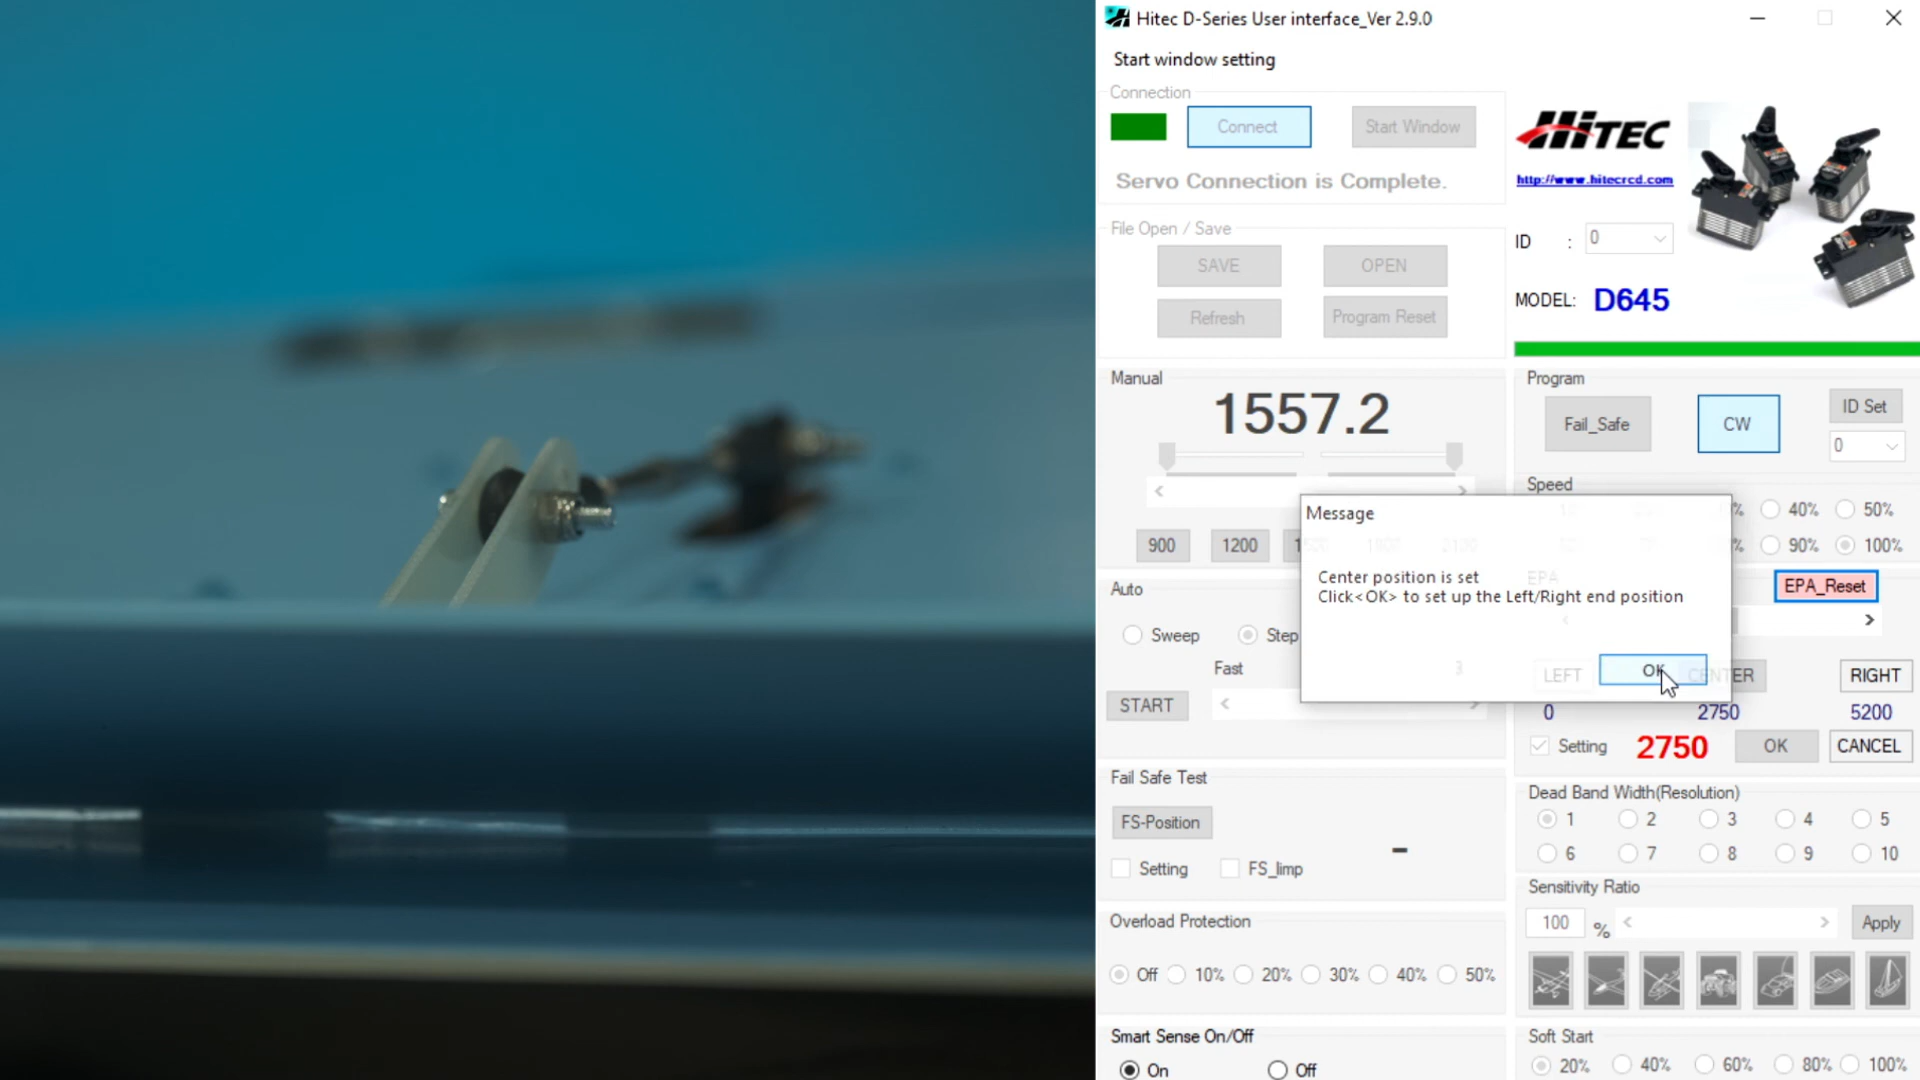 Hitec D-Series User interface_Ver 2.9.0
Start window setting
Connection
Connect
Start Window
Servo Connection is Complete.
HiTEC
http://www.hitecrcd.com
ID : 0
MODEL: D645
File Open / Save
SAVE
OPEN
Refresh
Program Reset
Manual
1557.2
900
1200
Program
Fail_Safe
CW
ID Set
0
Speed
40%
50%
90%
100%
Message
Center position is set
Click<OK> to set up the Left/Right end position
OK
EPA
EPA_Reset
LEFT
CENTER
RIGHT
0
2750
5200
Setting
2750
OK
CANCEL
Auto
Sweep
Step
Fast
3
START
Fail Safe Test
FS-Position
Setting
FS_limp
-
Dead Band Width(Resolution)
1 2 3 4 5
6 7 8 9 10
Sensitivity Ratio
100 %
Apply
Overload Protection
Off 10% 20% 30% 40% 50%
Smart Sense On/Off
On
Off
Soft Start
20% 40% 60% 80% 100%